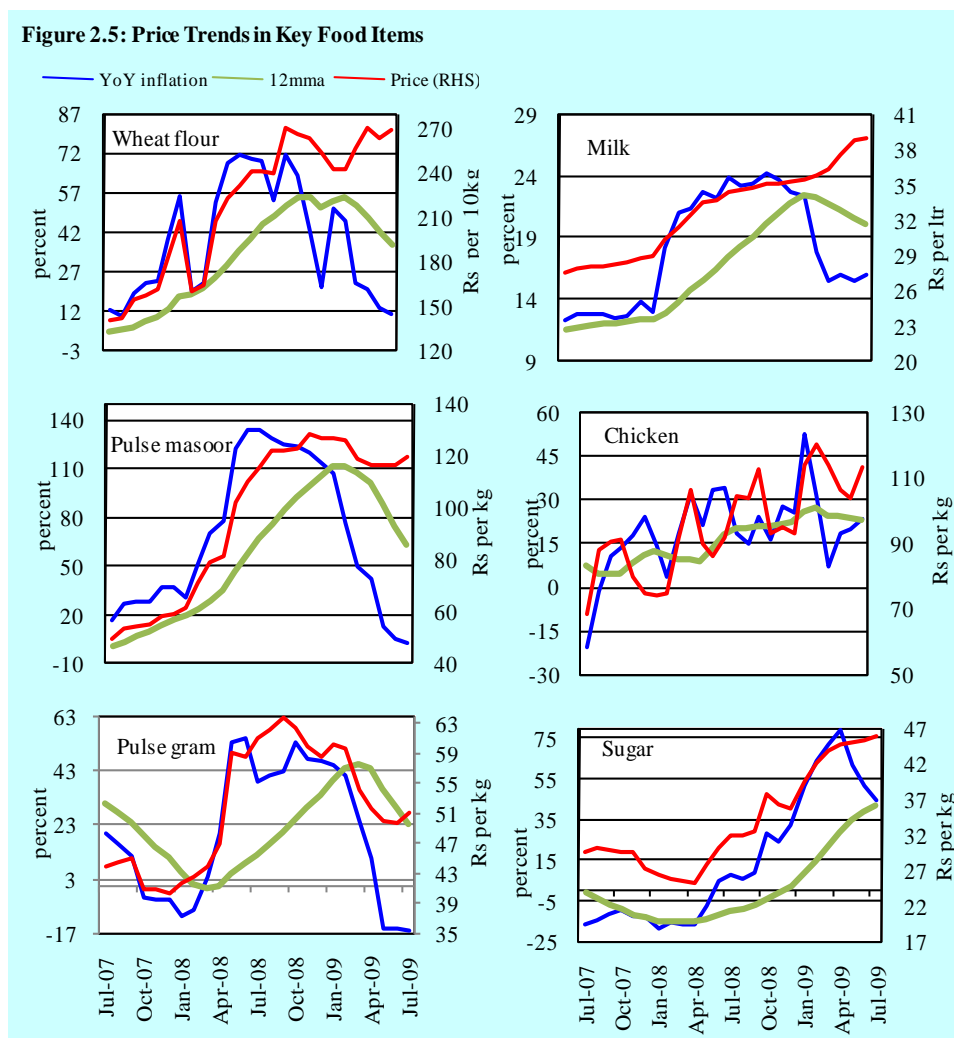 Figure 2.5: Price Trends in Key Food Items
YoY inflation 12mma Price (RHS)
Wheat flour
percent
87
72
57
42
27
12
-3
270
240
210
180
150
120
Rs per 10kg
Milk
percent
29
24
19
14
9
41
38
35
32
29
26
23
20
Rs per ltr
Pulse masoor
percent
140
110
80
50
20
-10
140
120
100
80
60
40
Rs per kg
Chicken
percent
60
45
30
15
0
-15
-30
130
110
90
70
50
Rs per kg
Pulse gram
percent
63
43
23
3
-17
63
59
55
51
47
43
39
35
Rs per kg
Jul-07
Oct-07
Jan-08
Apr-08
Jul-08
Oct-08
Jan-09
Apr-09
Jul-09
Sugar
percent
75
55
35
15
-5
-25
47
42
37
32
27
22
17
Rs per kg
Jul-07
Oct-07
Jan-08
Apr-08
Jul-08
Oct-08
Jan-09
Apr-09
Jul-09